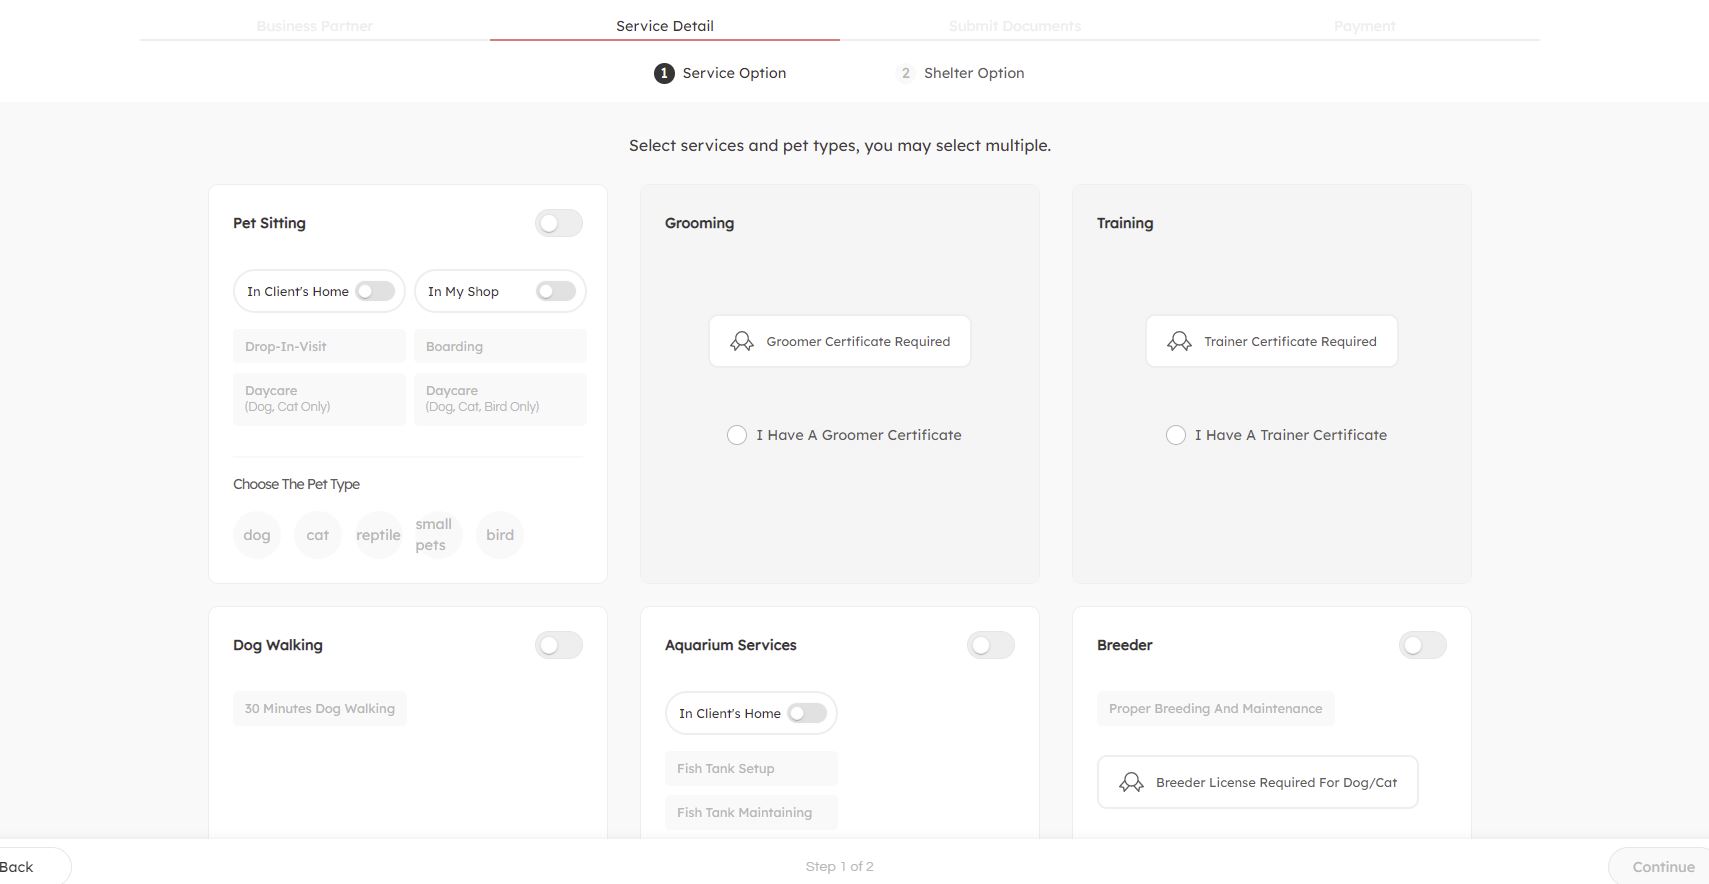 Business Partner
Service Detail
Submit Documents
Payment
1 Service Option
2 Shelter Option
Select services and pet types, you may select multiple.
Pet Sitting
In Client's Home
In My Shop
Drop-In-Visit
Boarding
Daycare
(Dog, Cat Only)
Daycare
(Dog, Cat, Bird Only)
Choose The Pet Type
dog
cat
reptile
small
pets
bird
Grooming
Groomer Certificate Required
I Have A Groomer Certificate
Training
Trainer Certificate Required
I Have A Trainer Certificate
Dog Walking
30 Minutes Dog Walking
Aquarium Services
In Client's Home
Fish Tank Setup
Fish Tank Maintaining
Breeder
Proper Breeding And Maintenance
Breeder License Required For Dog/Cat
Back
Step 1 of 2
Continue